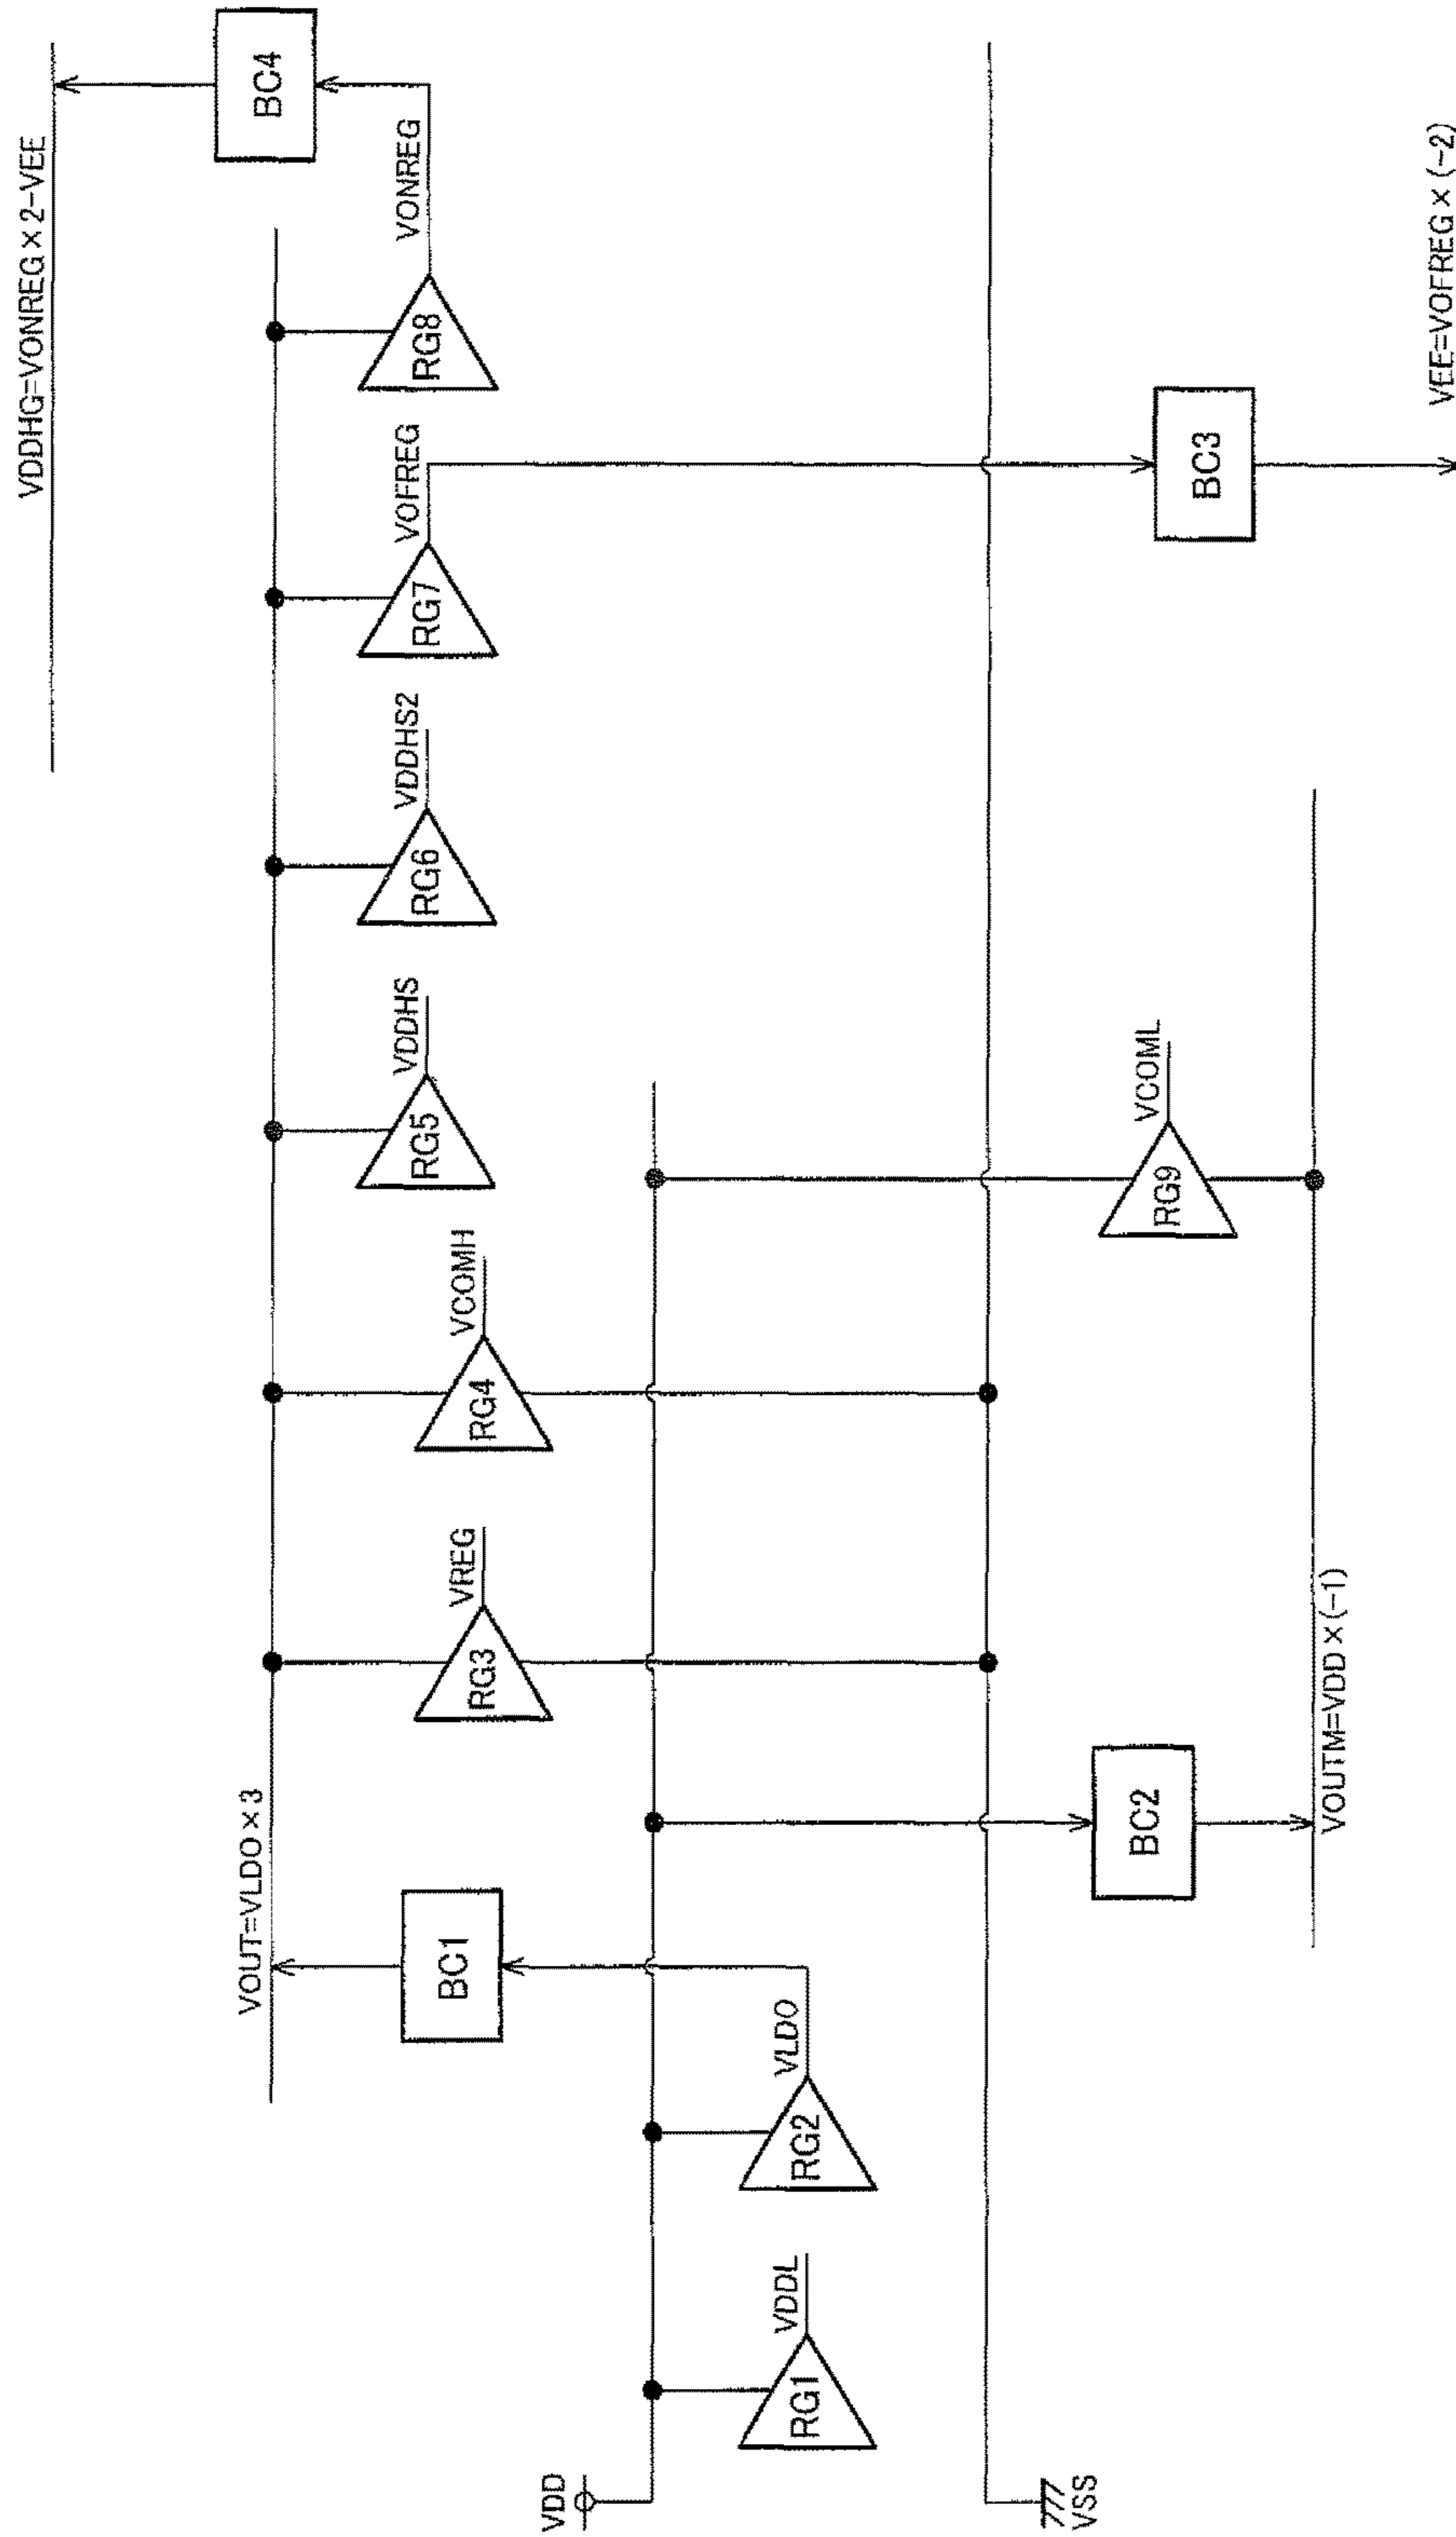 VDDHG=VONREG×2-VEE
BC4
VOUT=VLDO×3
VONREG
RG8
VOFREG
RG7
VDDHS2
RG6
VDDHS
RG5
VCOMH
RG4
VREG
RG3
BC1
VDD
VLDO
RG2
VDDL
RG1
VSS
BC2
VCOML
RG9
BC3
VOUTM=VDD×(-1)
VEE=VOFREG×(-2)